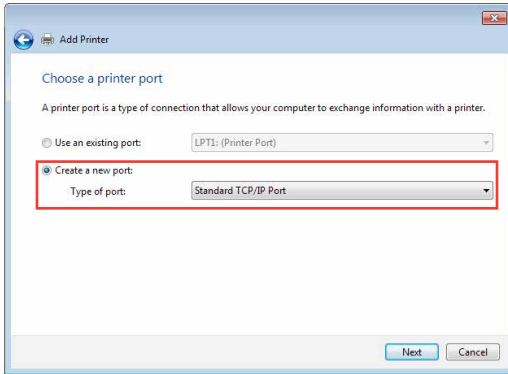 Add Printer
Choose a printer port
A printer port is a type of connection that allows your computer to exchange information with a printer.
Use an existing port: LPT1: (Printer Port)
Create a new port:
Type of port: Standard TCP/IP Port
Next Cancel